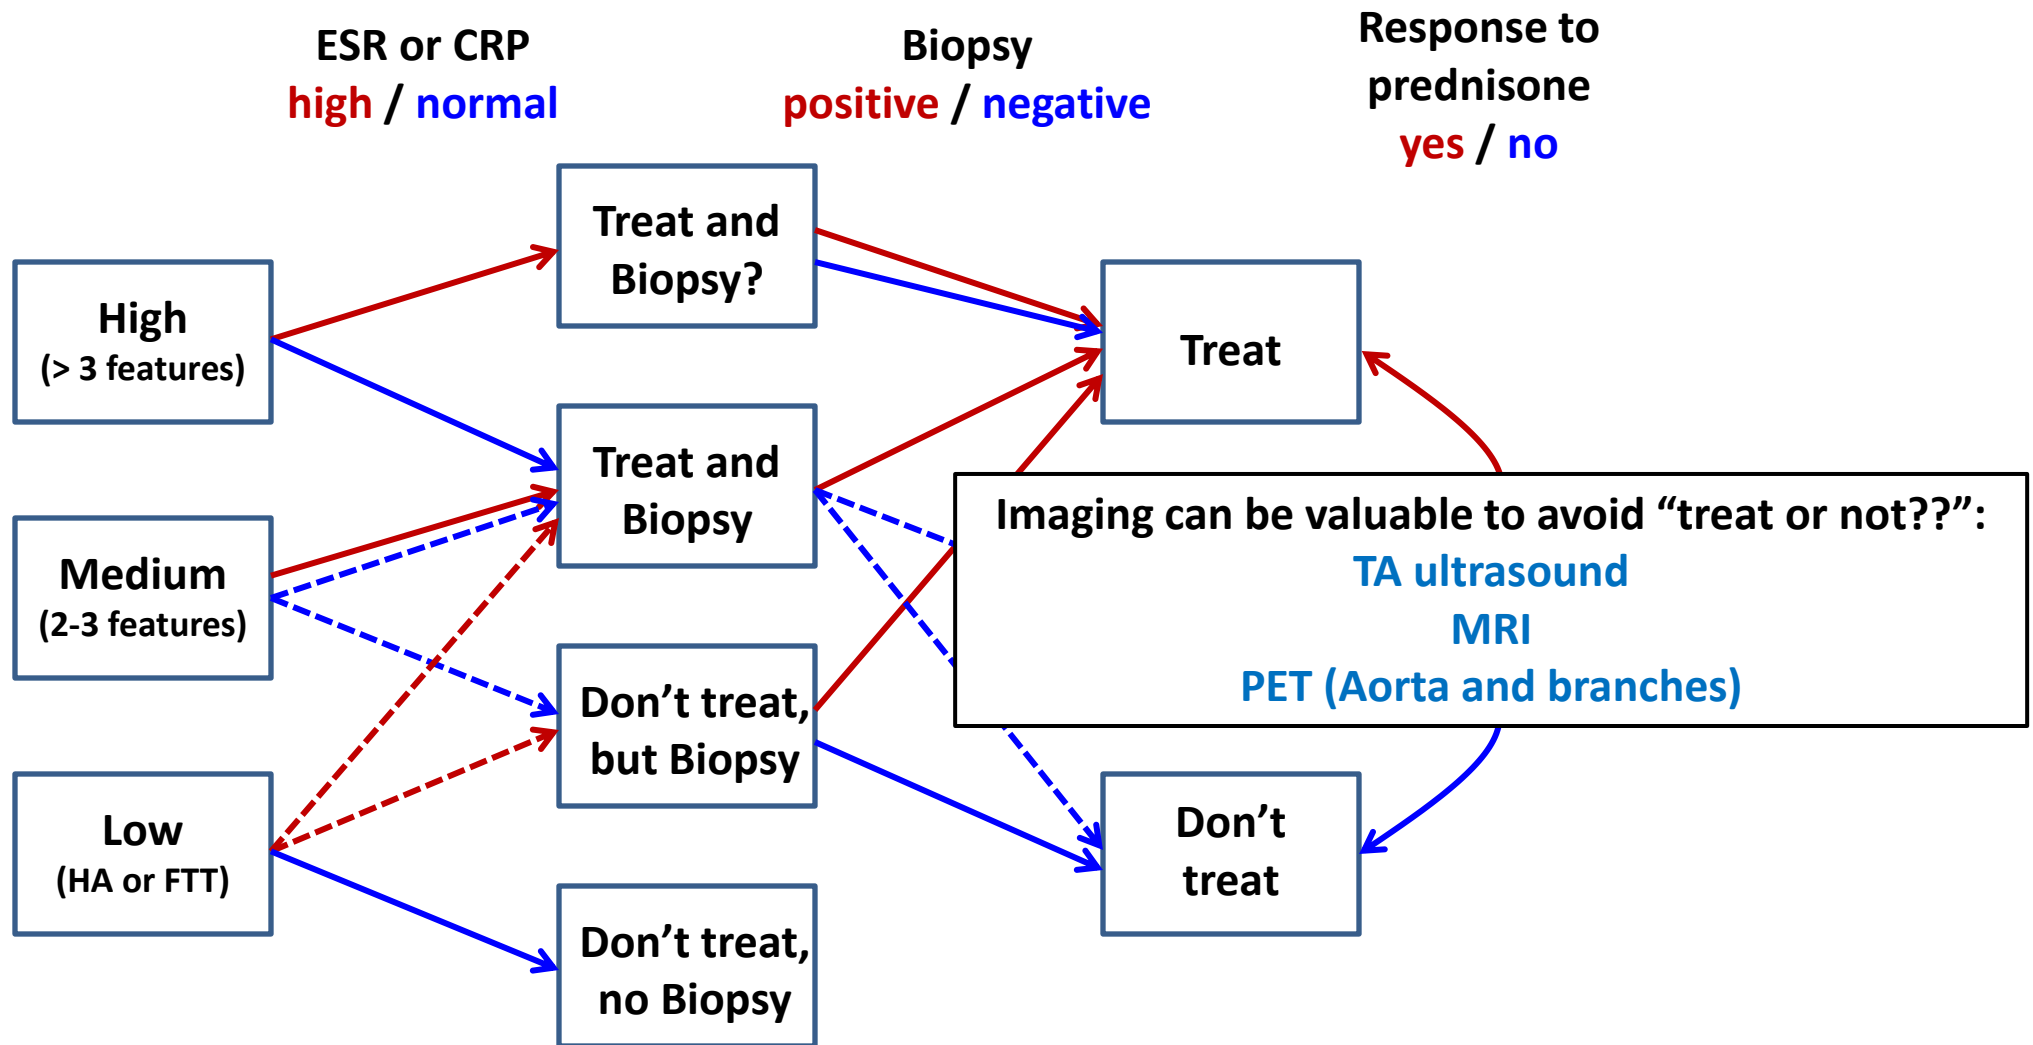 ESR or CRP
high / normal
Biopsy
positive / negative
Response to
prednisone
yes / no
High
(> 3 features)
Medium
(2-3 features)
Low
(HA or FTT)
Treat and
Biopsy?
Treat and
Biopsy
Don’t treat,
but Biopsy
Don’t treat,
no Biopsy
Treat
Imaging can be valuable to avoid “treat or not??”:
TA ultrasound
MRI
PET (Aorta and branches)
Don’t
treat